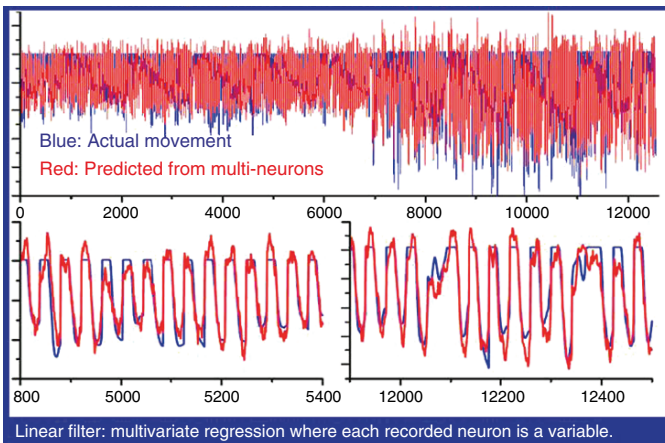 Blue: Actual movement
Red: Predicted from multi-neurons
0 2000 4000 6000 8000 10000 12000
800 5000 5200 5400
12000 12200 12400
Linear filter: multivariate regression where each recorded neuron is a variable.